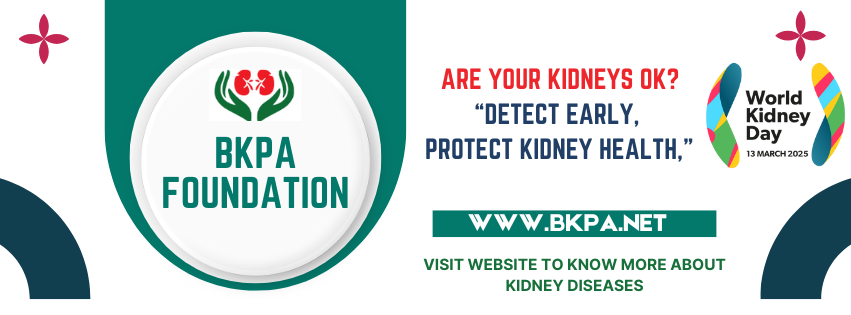 BKPA
FOUNDATION
ARE YOUR KIDNEYS OK?
“DETECT EARLY,
PROTECT KIDNEY HEALTH,”
World
Kidney
Day
13 MARCH 2025
WWW.BKPA.NET
VISIT WEBSITE TO KNOW MORE ABOUT
KIDNEY DISEASES